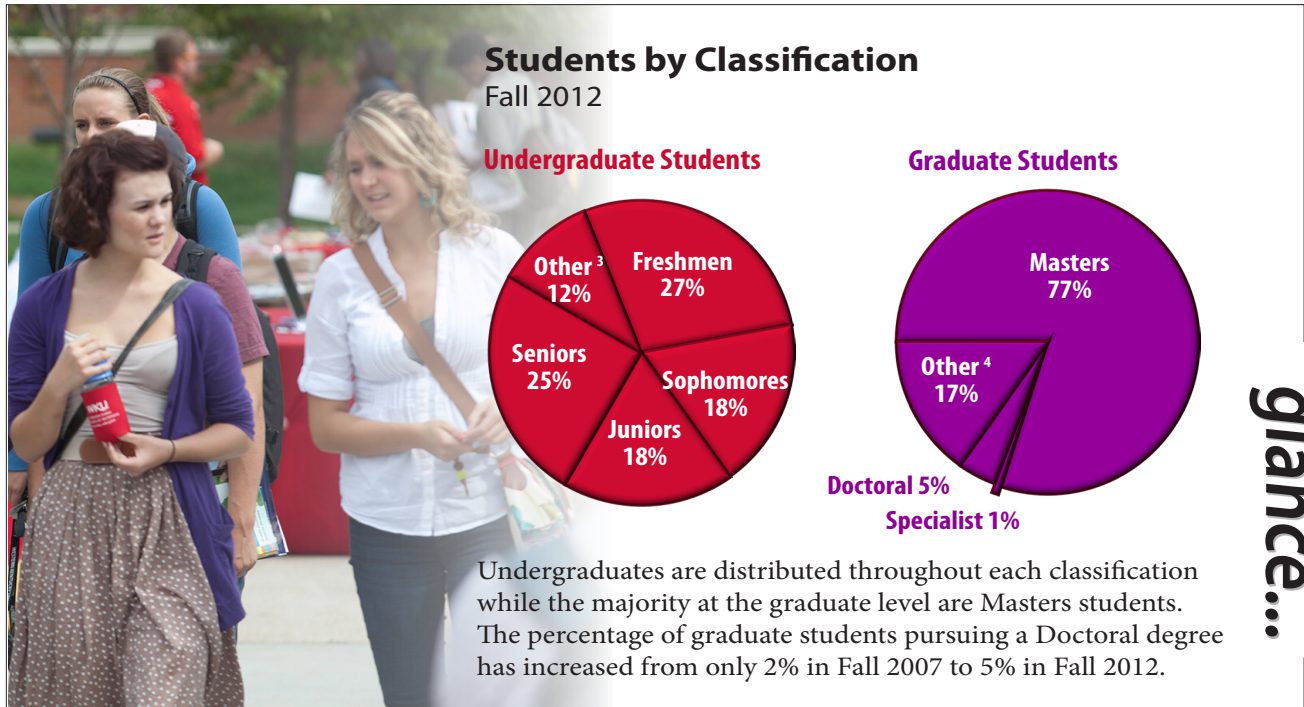 Students by Classification
Fall 2012
Undergraduate Students
Other 3
12%
Freshmen
27%
Seniors
25%
Sophomores
18%
Juniors
18%
Graduate Students
Masters
77%
Other 4
17%
Doctoral 5%
Specialist 1%
Undergraduates are distributed throughout each classification
while the majority at the graduate level are Masters students.
The percentage of graduate students pursuing a Doctoral degree
has increased from only 2% in Fall 2007 to 5% in Fall 2012.
glance...
WKU